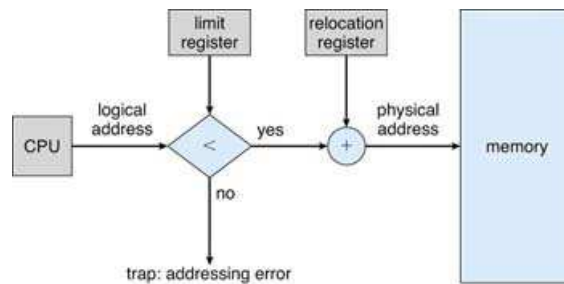 limit
register
relocation
register
logical
address
physical
address
CPU
<
yes
+
memory
no
trap: addressing error